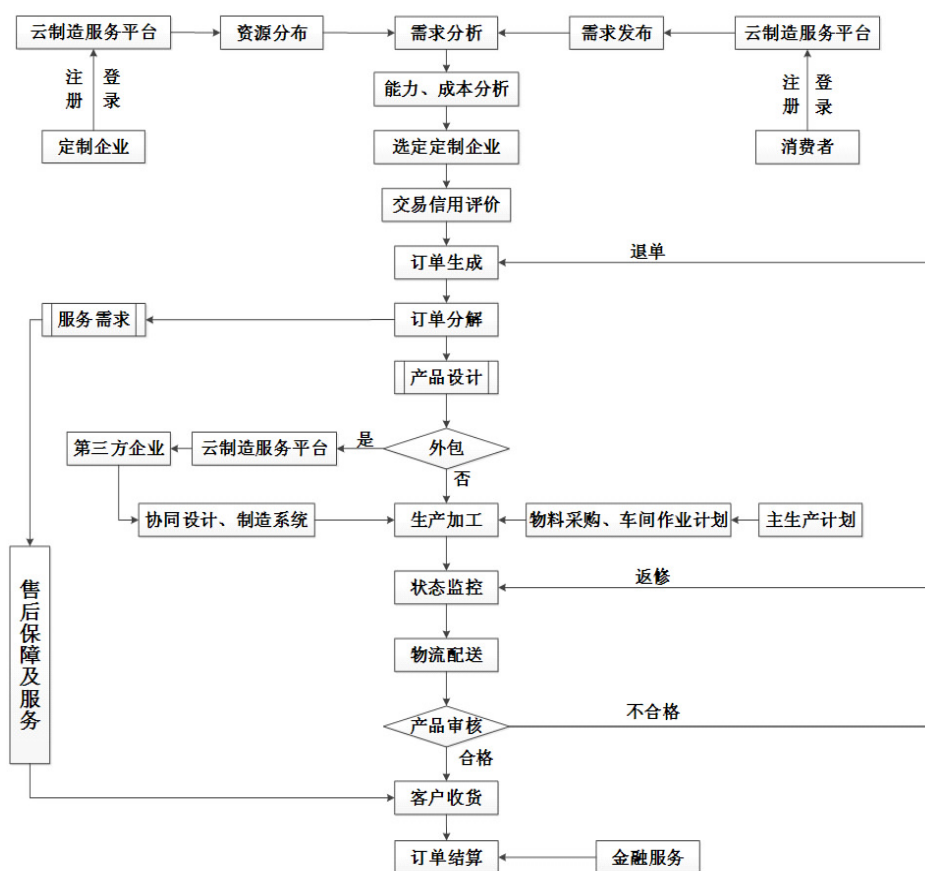 云制造服务平台
资源分布
需求分析
需求发布
云制造服务平台
注册
登录
能力、成本分析
注册
登录
定制企业
选定定制企业
消费者
交易信用评价
订单生成
退单
服务需求
订单分解
产品设计
第三方企业
云制造服务平台
是
外包
否
协同设计、制造系统
生产加工
物料采购、车间作业计划
主生产计划
售后保障及服务
状态监控
返修
物流配送
产品审核
不合格
合格
客户收货
订单结算
金融服务